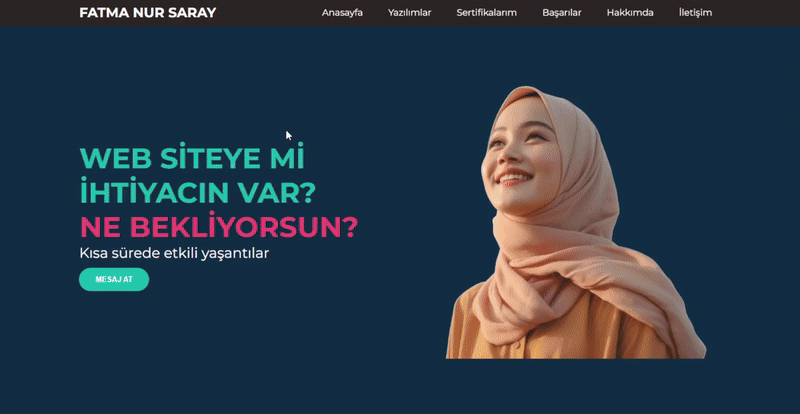 FATMA NUR SARAY
Anasayfa Yazılımlar Sertifikalarım Başarılar Hakkımda İletişim
WEB SİTEYE Mİ
İHTİYACIN VAR?
NE BEKLİYORSUN?
Kısa sürede etkili yaşantılar
MESAJ AT